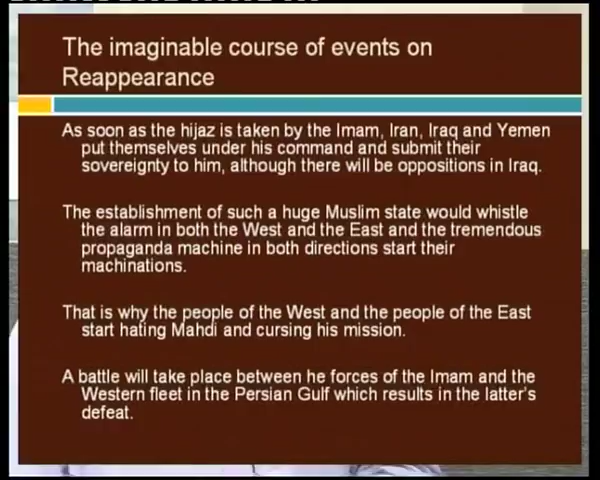 The imaginable course of events on
Reappearance
As soon as the hijaz is taken by the Imam, Iran, Iraq and Yemen
put themselves under his command and submit their
sovereignty to him, although there will be oppositions in Iraq.
The establishment of such a huge Muslim state would whistle
the alarm in both the West and the East and the tremendous
propaganda machine in both directions start their
machinations.
That is why the people of the West and the people of the East
start hating Mahdi and cursing his mission.
A battle will take place between he forces of the Imam and the
Western fleet in the Persian Gulf which results in the latter's
defeat.